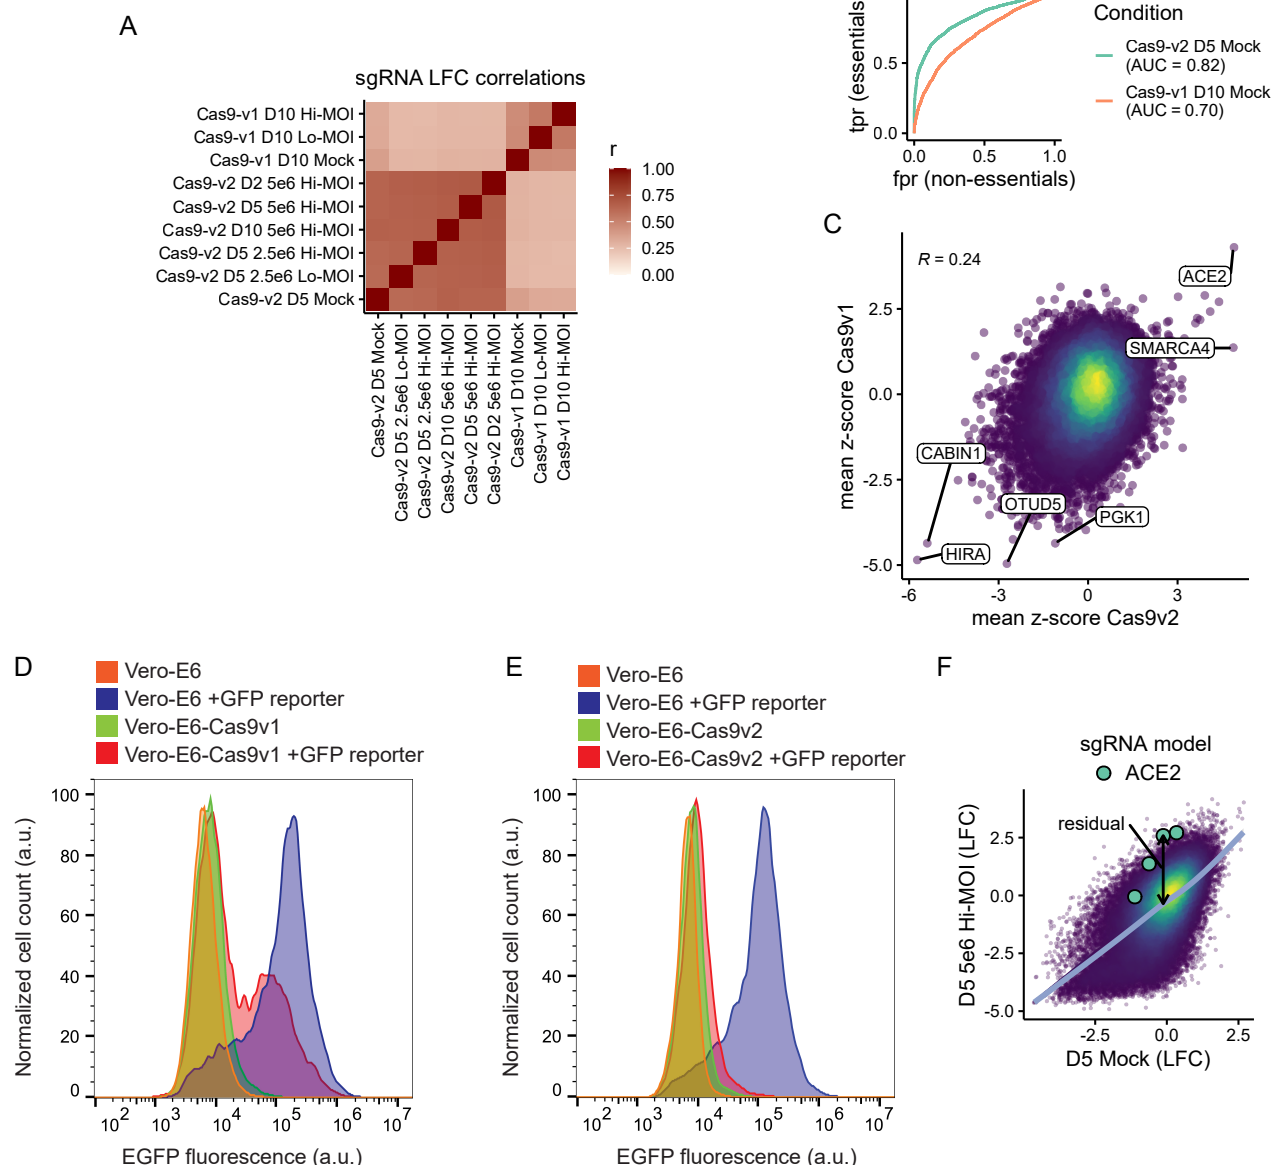 A
sgRNA LFC correlations
Cas9-v1 D10 Hi-MOI
Cas9-v1 D10 Lo-MOI
Cas9-v1 D10 Mock
Cas9-v2 D2 5e6 Hi-MOI
Cas9-v2 D5 5e6 Hi-MOI
Cas9-v2 D10 5e6 Hi-MOI
Cas9-v2 D5 2.5e6 Hi-MOI
Cas9-v2 D5 2.5e6 Lo-MOI
Cas9-v2 D5 Mock
Cas9-v2 D5 Mock
Cas9-v2 D5 2.5e6 Lo-MOI
Cas9-v2 D5 2.5e6 Hi-MOI
Cas9-v2 D10 5e6 Hi-MOI
Cas9-v2 D5 5e6 Hi-MOI
Cas9-v2 D2 5e6 Hi-MOI
Cas9-v1 D10 Mock
Cas9-v1 D10 Lo-MOI
Cas9-v1 D10 Hi-MOI
r
1.00
0.75
0.50
0.25
0.00
tpr (essentials
0.5
0.0
0.0 0.5 1.0
fpr (non-essentials)
Condition
Cas9-v2 D5 Mock
(AUC = 0.82)
Cas9-v1 D10 Mock
(AUC = 0.70)
C
R = 0.24
ACE2
SMARCA4
CABIN1
OTUD5
PGK1
HIRA
mean z-score Cas9v1
2.5
0.0
-2.5
-5.0
-6 -3 0 3
mean z-score Cas9v2
D
Vero-E6
Vero-E6 +GFP reporter
Vero-E6-Cas9v1
Vero-E6-Cas9v1 +GFP reporter
Normalized cell count (a.u.)
100
80
60
40
20
0
10² 10³ 10⁴ 10⁵ 10⁶ 10⁷
EGFP fluorescence (a.u.)
E
Vero-E6
Vero-E6 +GFP reporter
Vero-E6-Cas9v2
Vero-E6-Cas9v2 +GFP reporter
Normalized cell count (a.u.)
100
80
60
40
20
0
10² 10³ 10⁴ 10⁵ 10⁶ 10⁷
EGFP fluorescence (a.u.)
F
sgRNA model
ACE2
residual
D5 5e6 Hi-MOI (LFC)
2.5
0.0
-2.5
-5.0
-2.5 0.0 2.5
D5 Mock (LFC)